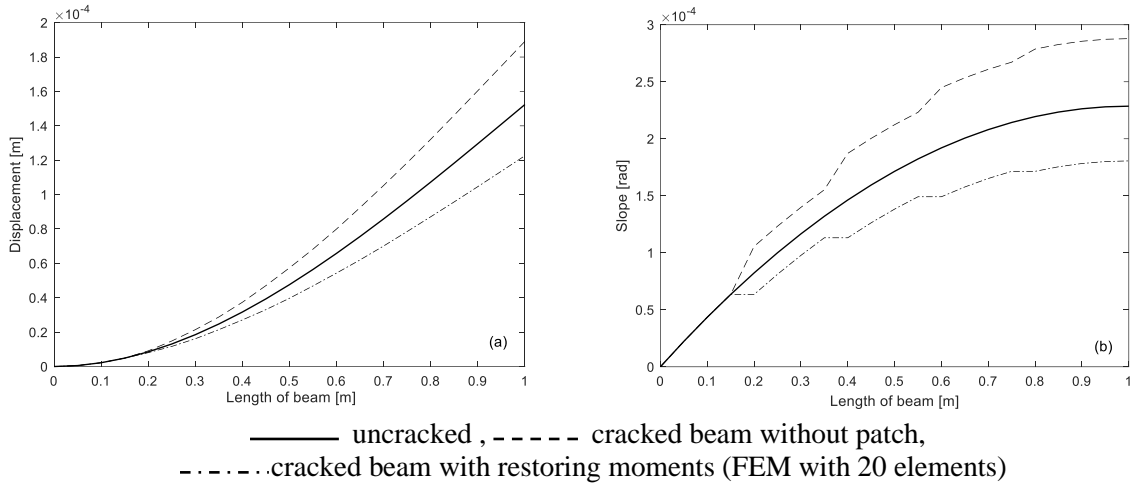 ×10⁻⁴
2
1.8
1.6
1.4
1.2
1
0.8
0.6
0.4
0.2
0
Displacement [m]
0 0.1 0.2 0.3 0.4 0.5 0.6 0.7 0.8 0.9 1
Length of beam [m]
(a)
×10⁻⁴
3
2.5
2
1.5
1
0.5
0
Slope [rad]
0 0.1 0.2 0.3 0.4 0.5 0.6 0.7 0.8 0.9 1
Length of beam [m]
(b)
uncracked , cracked beam without patch,
cracked beam with restoring moments (FEM with 20 elements)